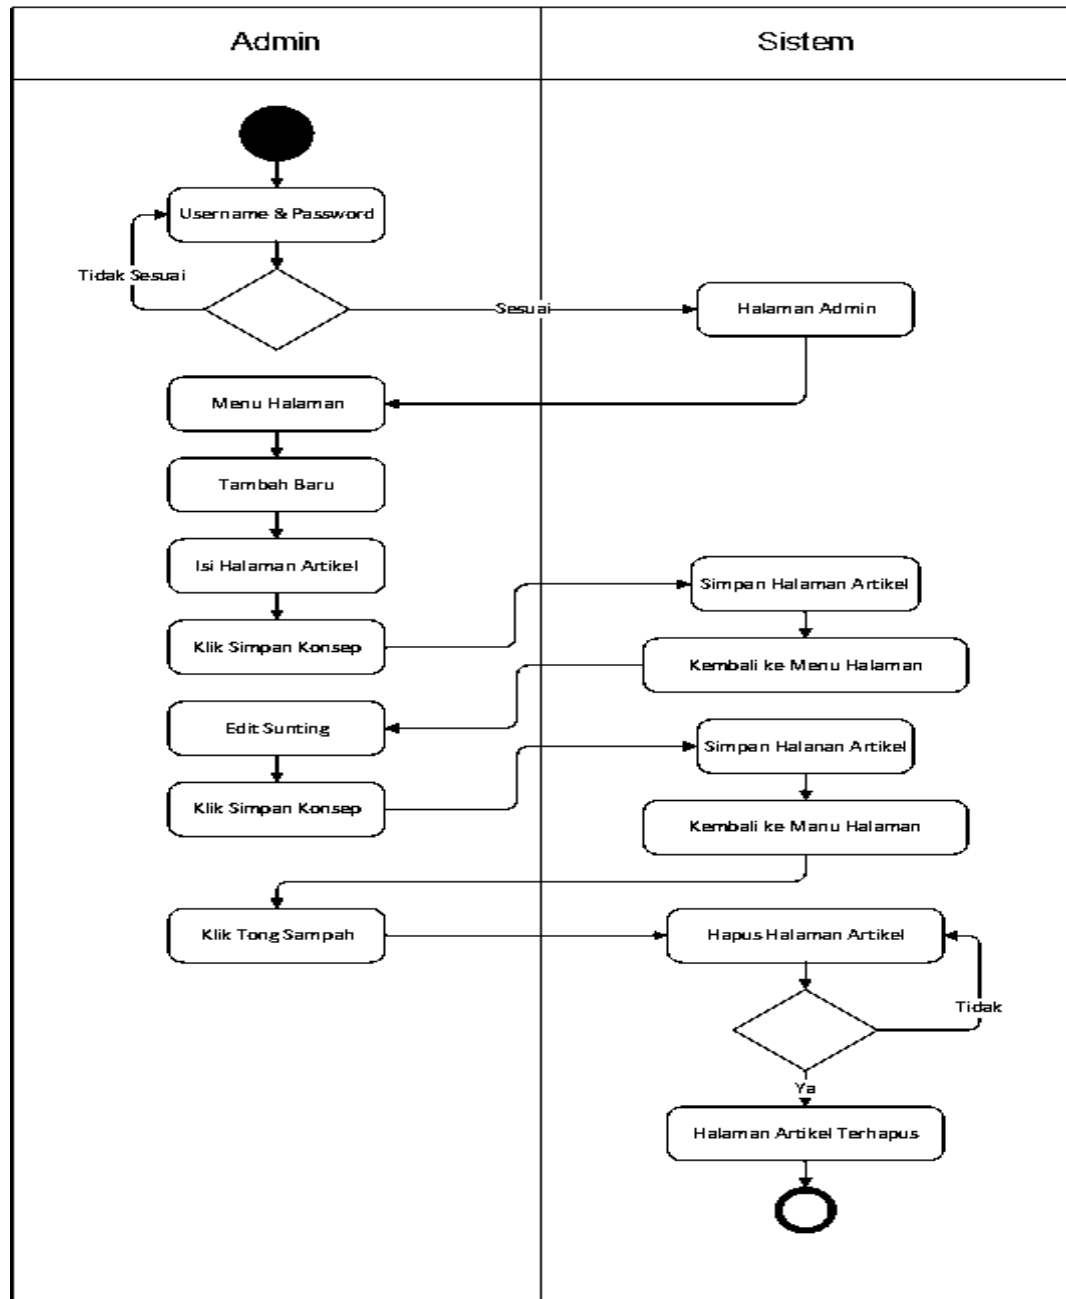 Admin
Sistem
Username & Password
Tidak Sesuai
Sesuai
Halaman Admin
Menu Halaman
Tambah Baru
Isi Halaman Artikel
Simpan Halaman Artikel
Klik Simpan Konsep
Kembali ke Menu Halaman
Edit Sunting
Simpan Halanan Artikel
Klik Simpan Konsep
Kembali ke Manu Halaman
Klik Tong Sampah
Hapus Halaman Artikel
Tidak
Ya
Halaman Artikel Terhapus